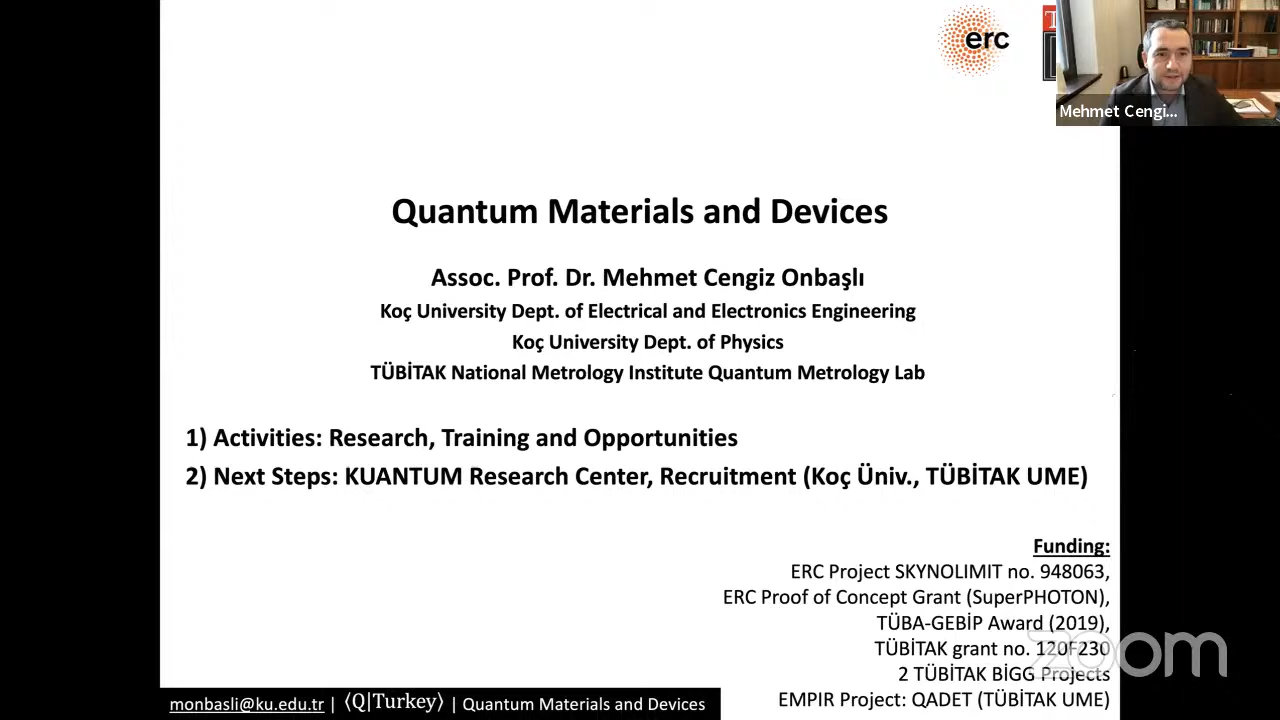 erc
Mehmet Cengi...
Quantum Materials and Devices
Assoc. Prof. Dr. Mehmet Cengiz Onbaşlı
Koç University Dept. of Electrical and Electronics Engineering
Koç University Dept. of Physics
TÜBİTAK National Metrology Institute Quantum Metrology Lab
1) Activities: Research, Training and Opportunities
2) Next Steps: KUANTUM Research Center, Recruitment (Koç Üniv., TÜBİTAK UME)
Funding:
ERC Project SKYNOLIMIT no. 948063,
ERC Proof of Concept Grant (SuperPHOTON),
TÜBA-GEBİP Award (2019),
TÜBİTAK grant no. 120F230
2 TÜBİTAK BİGG Projects
EMPIR Project: QADET (TÜBİTAK UME)
zoom
monbasli@ku.edu.tr | ⟨Q|Turkey⟩ | Quantum Materials and Devices